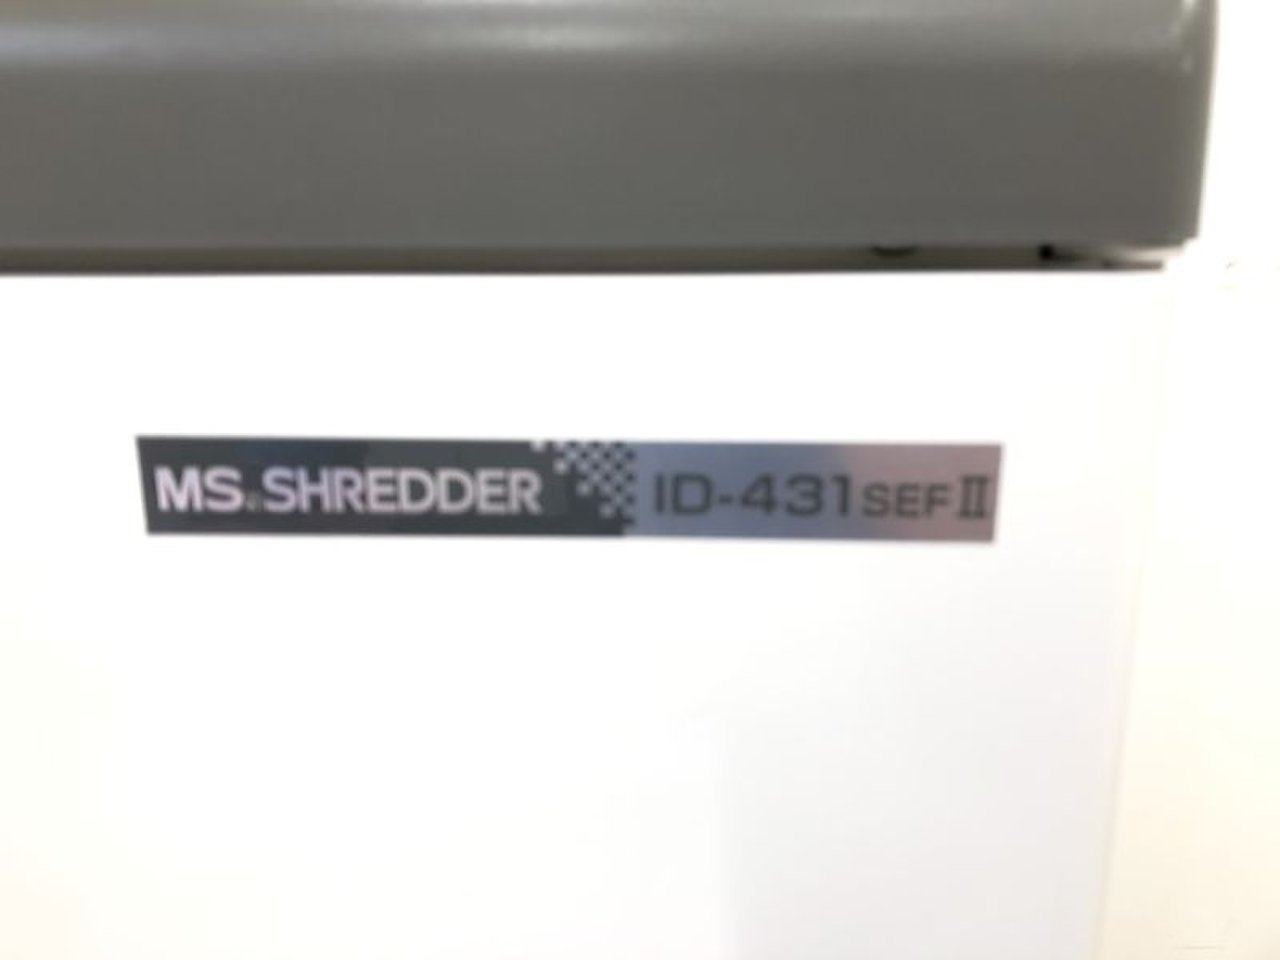 MS. SHREDDER ID-431SEFⅡ